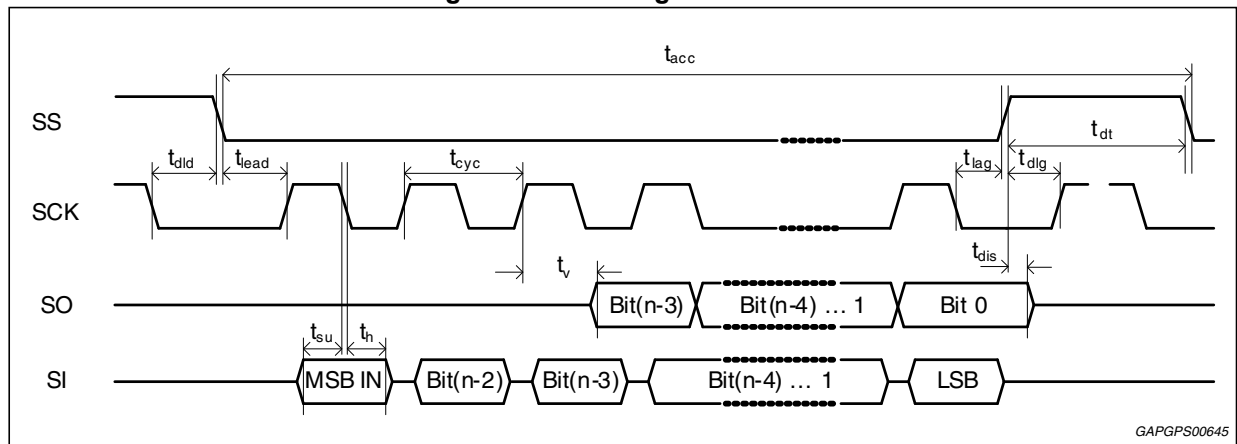 t_acc
SS
t_dt
t_dld
t_lead
t_cyc
t_lag
t_dlg
SCK
t_dis
t_v
SO
Bit(n-3)
Bit(n-4) ... 1
Bit 0
t_su
t_h
SI
MSB IN
Bit(n-2)
Bit(n-3)
Bit(n-4) ... 1
LSB
GAPGPS00645